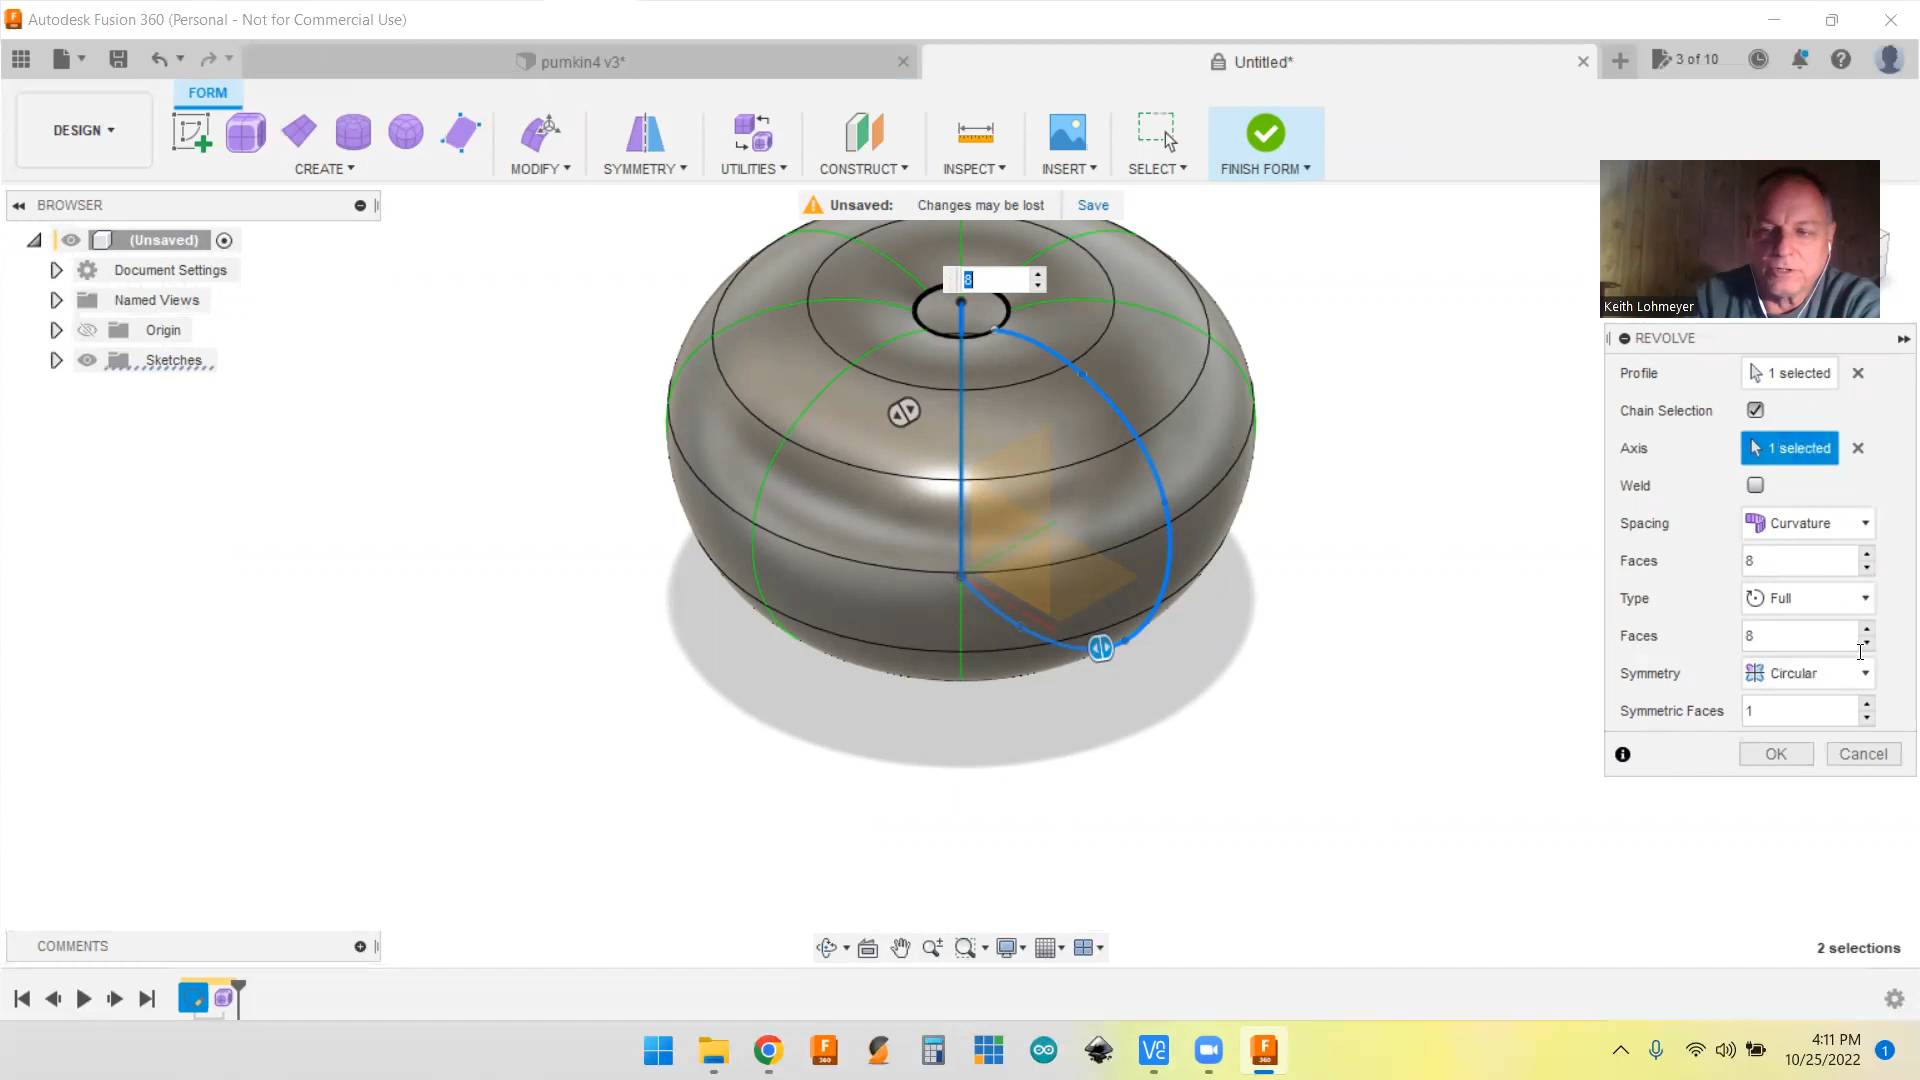 Autodesk Fusion 360 (Personal - Not for Commercial Use)
pumkin4 v3*
Untitled*
3 of 10
FORM
DESIGN
CREATE
MODIFY
SYMMETRY
UTILITIES
CONSTRUCT
INSPECT
INSERT
SELECT
FINISH FORM
BROWSER
Unsaved: Changes may be lost Save
(Unsaved)
Document Settings
Named Views
Origin
Sketches
8
Keith Lohmeyer
REVOLVE
Profile 1 selected
Chain Selection
Axis 1 selected
Weld
Spacing Curvature
Faces 8
Type Full
Faces 8
Symmetry Circular
Symmetric Faces 1
OK Cancel
COMMENTS
2 selections
F
360
VC
F
360
4:11 PM
10/25/2022
1